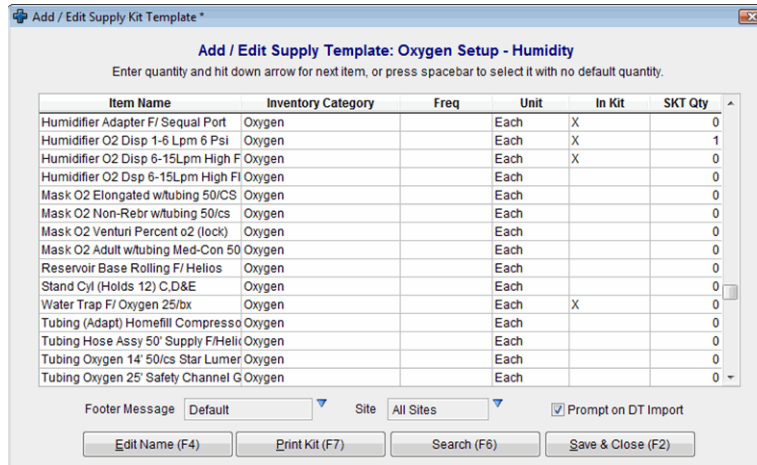 Add / Edit Supply Kit Template *
Add / Edit Supply Template: Oxygen Setup - Humidity
Enter quantity and hit down arrow for next item, or press spacebar to select it with no default quantity.
Item Name Inventory Category Freq Unit In Kit SKT Qty
Humidifier Adapter F/ Sequal Port Oxygen Each X 0
Humidifier O2 Disp 1-6 Lpm 6 Psi Oxygen Each X 1
Humidifier O2 Disp 6-15Lpm High F Oxygen Each X 0
Humidifier O2 Dsp 6-15Lpm High Fl Oxygen Each 0
Mask O2 Elongated w/tubing 50/CS Oxygen Each 0
Mask O2 Non-Rebr w/tubing 50/cs Oxygen Each 0
Mask O2 Venturi Percent o2 (lock) Oxygen Each 0
Mask O2 Adult w/tubing Med-Con 50 Oxygen Each 0
Reservoir Base Rolling F/ Helios Oxygen Each 0
Stand Cyl (Holds 12) C,D&E Oxygen Each 0
Water Trap F/ Oxygen 25/bx Oxygen Each X 0
Tubing (Adapt) Homefill Compresso Oxygen Each 0
Tubing Hose Assy 50' Supply F/Helic Oxygen Each 0
Tubing Oxygen 14' 50/cs Star Lumer Oxygen Each 0
Tubing Oxygen 25' Safety Channel G Oxygen Each 0
Footer Message Default Site All Sites Prompt on DT Import
Edit Name (F4) Print Kit (F7) Search (F6) Save & Close (F2)